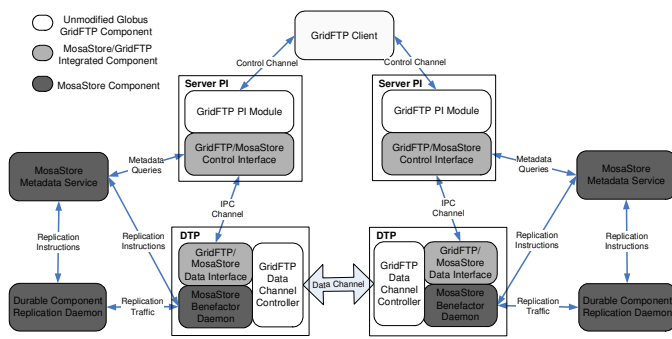 Unmodified Globus
GridFTP Component
MosaStore/GridFTP
Integrated Component
MosaStore Component
GridFTP Client
Control Channel
Control Channel
Server PI
GridFTP PI Module
GridFTP/MosaStore
Control Interface
Server PI
GridFTP PI Module
GridFTP/MosaStore
Control Interface
Metadata
Queries
Metadata
Queries
MosaStore
Metadata Service
MosaStore
Metadata Service
IPC
Channel
IPC
Channel
Replication
Instructions
Replication
Instructions
Replication
Instructions
Replication
Instructions
DTP
GridFTP/
MosaStore
Data Interface
MosaStore
Benefactor
Daemon
GridFTP
Data
Channel
Controller
Data Channel
DTP
GridFTP
Data
Channel
Controller
GridFTP/
MosaStore
Data Interface
MosaStore
Benefactor
Daemon
Durable Component
Replication Daemon
Replication
Traffic
Replication
Traffic
Durable Component
Replication Daemon